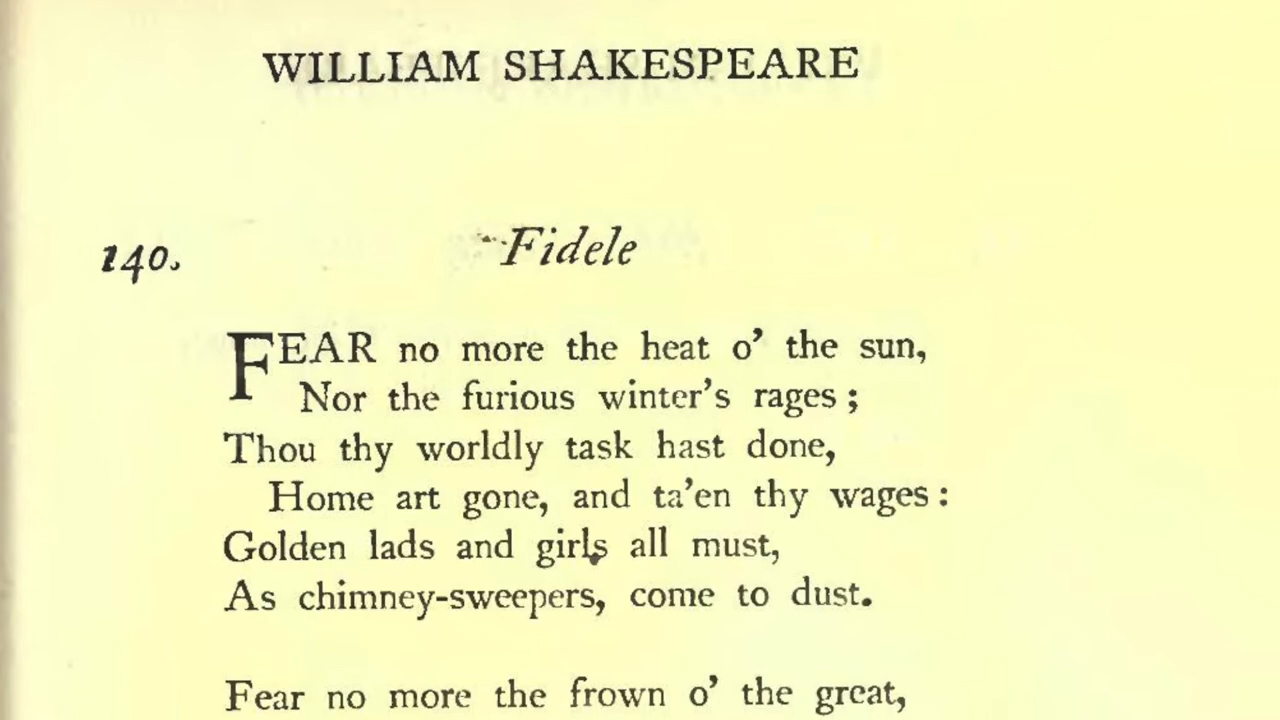 WILLIAM SHAKESPEARE
140. Fidele
FEAR no more the heat o’ the sun,
Nor the furious winter’s rages ;
Thou thy worldly task hast done,
Home art gone, and ta’en thy wages :
Golden lads and girls all must,
As chimney-sweepers, come to dust.
Fear no more the frown o’ the great,